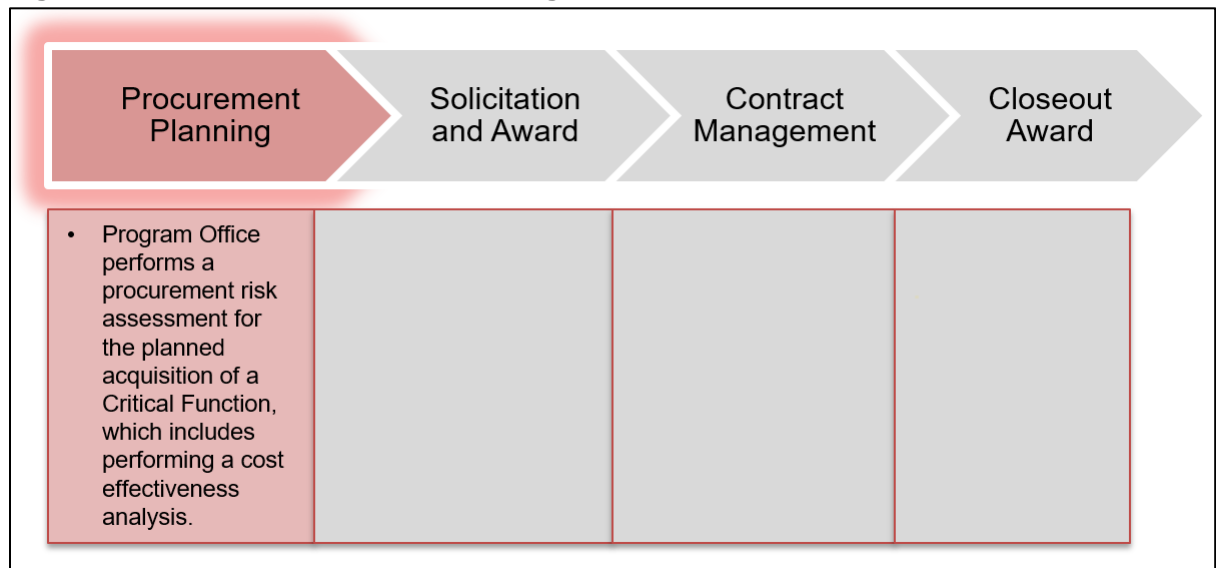 Procurement
Planning
Solicitation
and Award
Contract
Management
Closeout
Award
• Program Office
performs a
procurement risk
assessment for
the planned
acquisition of a
Critical Function,
which includes
performing a cost
effectiveness
analysis.